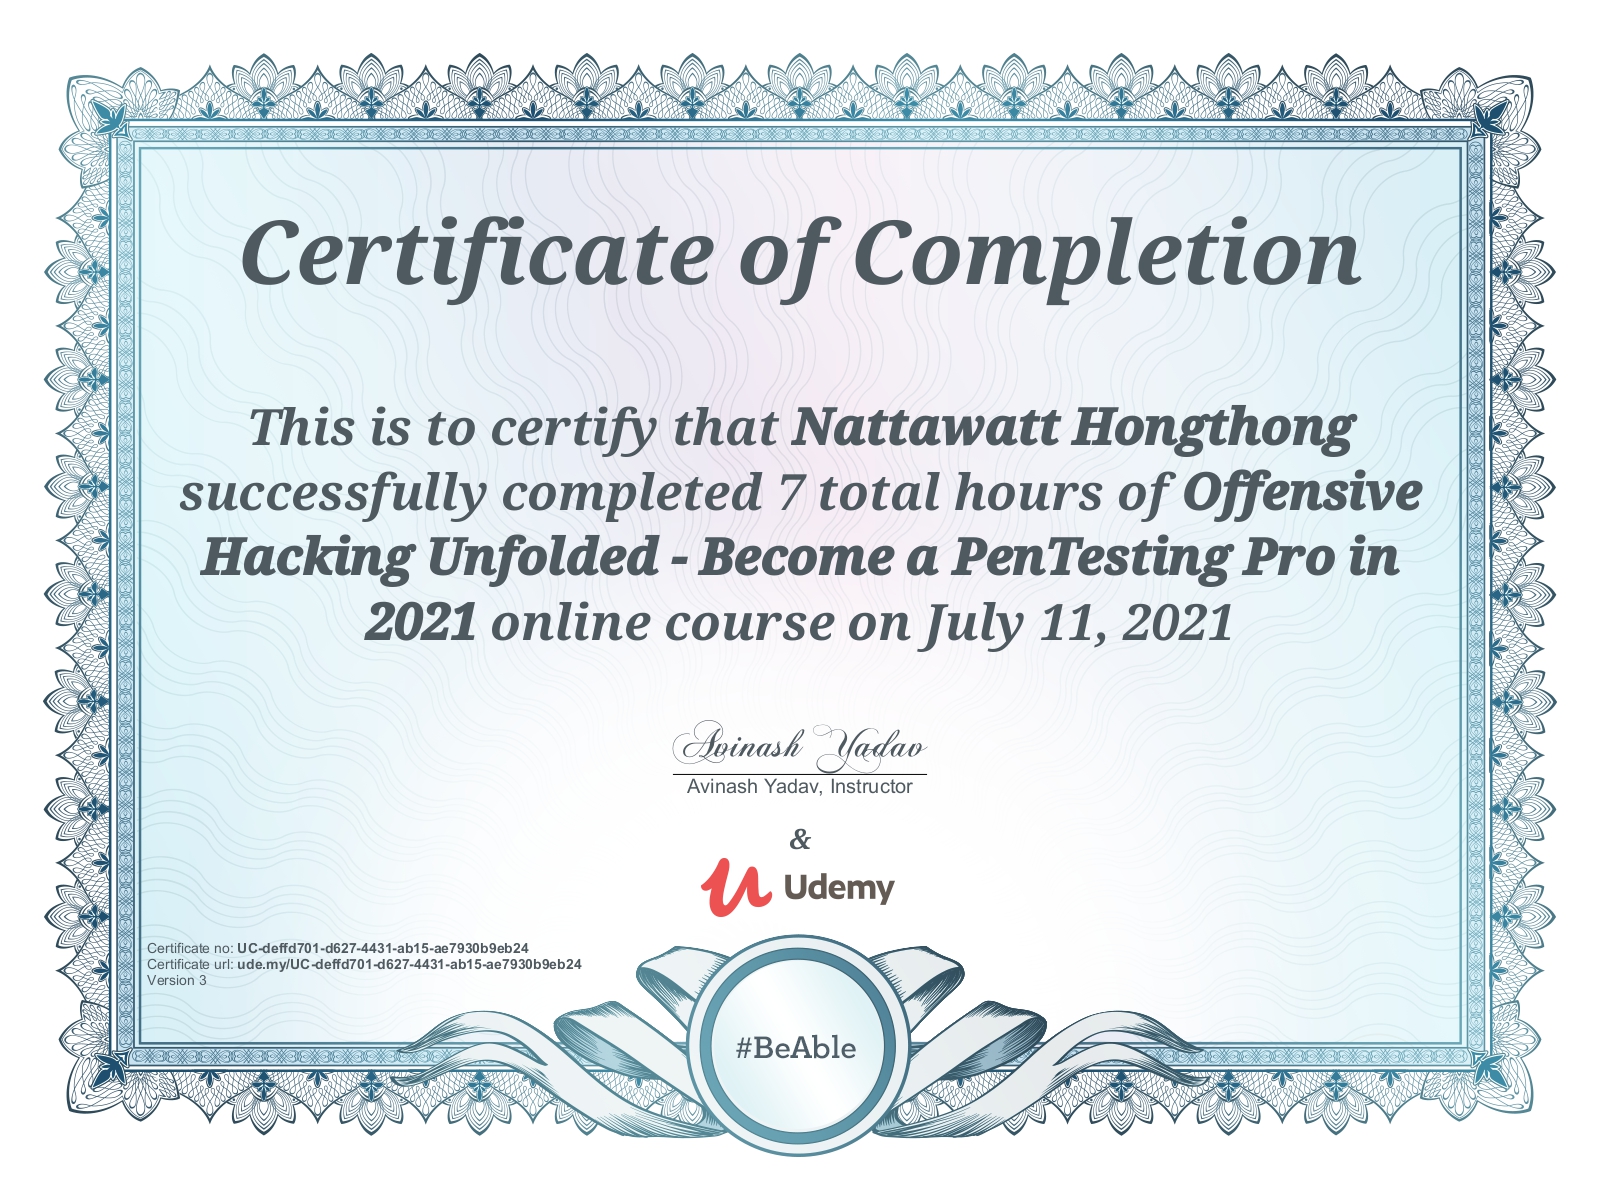 Certificate of Completion
This is to certify that Nattawatt Hongthong
successfully completed 7 total hours of Offensive
Hacking Unfolded - Become a PenTesting Pro in
2021 online course on July 11, 2021
Avinash Yadav
Avinash Yadav, Instructor
&
Udemy
Certificate no: UC-deffd701-d627-4431-ab15-ae7930b9eb24
Certificate url: ude.my/UC-deffd701-d627-4431-ab15-ae7930b9eb24
Version 3
#BeAble